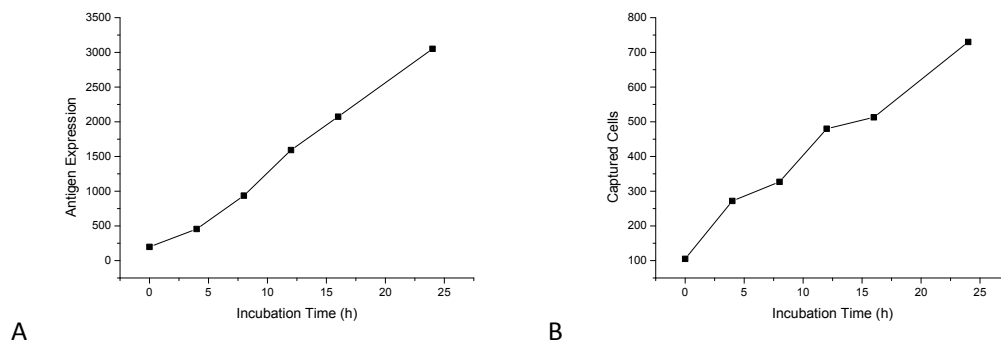 3500
3000
2500
2000
1500
1000
500
0
Antigen Expression
0 5 10 15 20 25
Incubation Time (h)
A
800
700
600
500
400
300
200
100
Captured Cells
0 5 10 15 20 25
Incubation Time (h)
B